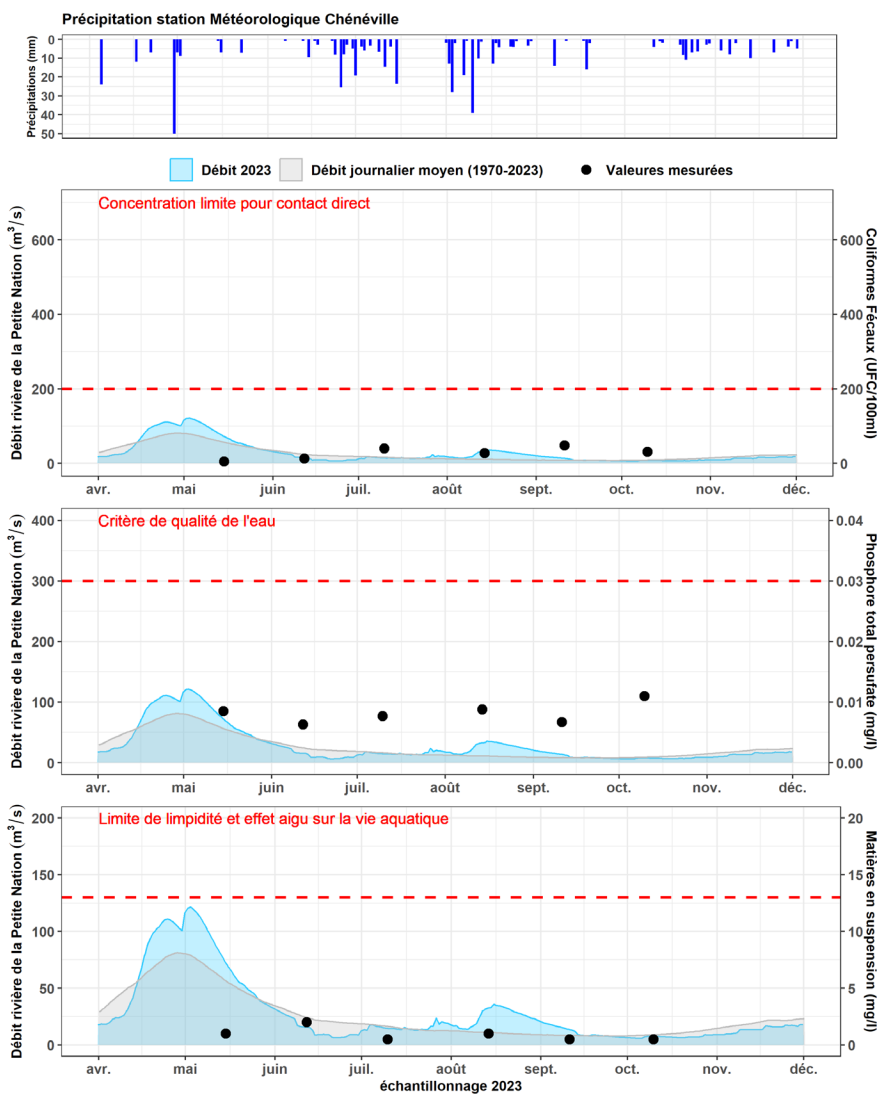 Précipitation station Météorologique Chénéville
Précipitations (mm)
0
10
20
30
40
50
Débit 2023 Débit journalier moyen (1970-2023) Valeures mesurées
Concentration limite pour contact direct
Débit rivière de la Petite Nation (m³/s)
600
400
200
0
600
400
200
0
Coliformes Fécaux (UFC/100ml)
avr. mai juin juil. août sept. oct. nov. déc.
Critère de qualité de l'eau
Débit rivière de la Petite Nation (m³/s)
400
300
200
100
0
0.04
0.03
0.02
0.01
0.00
Phosphore total persulfate (mg/l)
avr. mai juin juil. août sept. oct. nov. déc.
Limite de limpidité et effet aigu sur la vie aquatique
Débit rivière de la Petite Nation (m³/s)
200
150
100
50
0
20
15
10
5
0
Matières en suspension (mg/l)
avr. mai juin juil. août sept. oct. nov. déc.
échantillonnage 2023